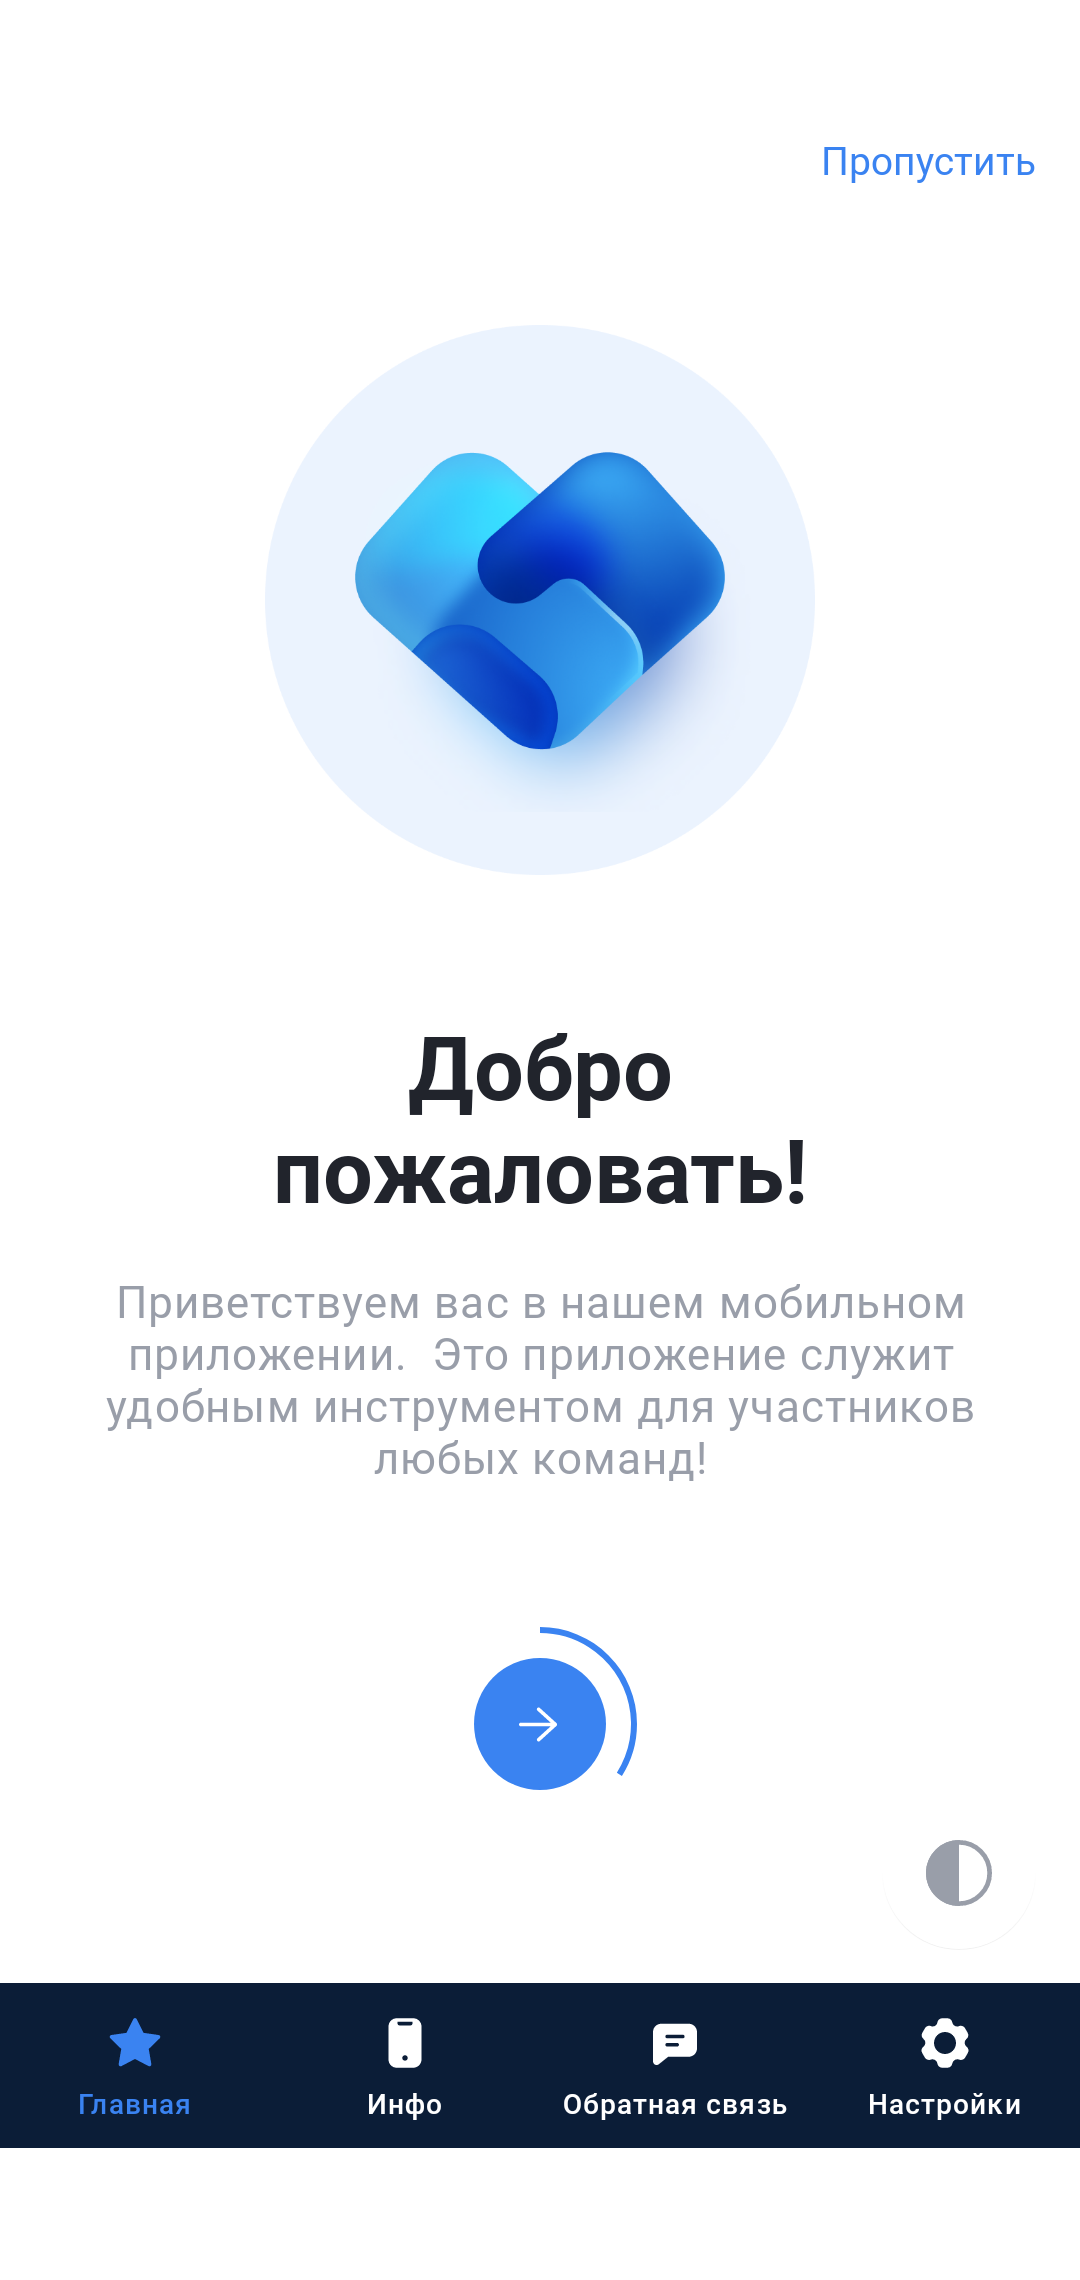 Пропустить
Добро
пожаловать!
Приветствуем вас в нашем мобильном
приложении.  Это приложение служит
удобным инструментом для участников
любых команд!
Главная
Инфо
Обратная связь
Настройки